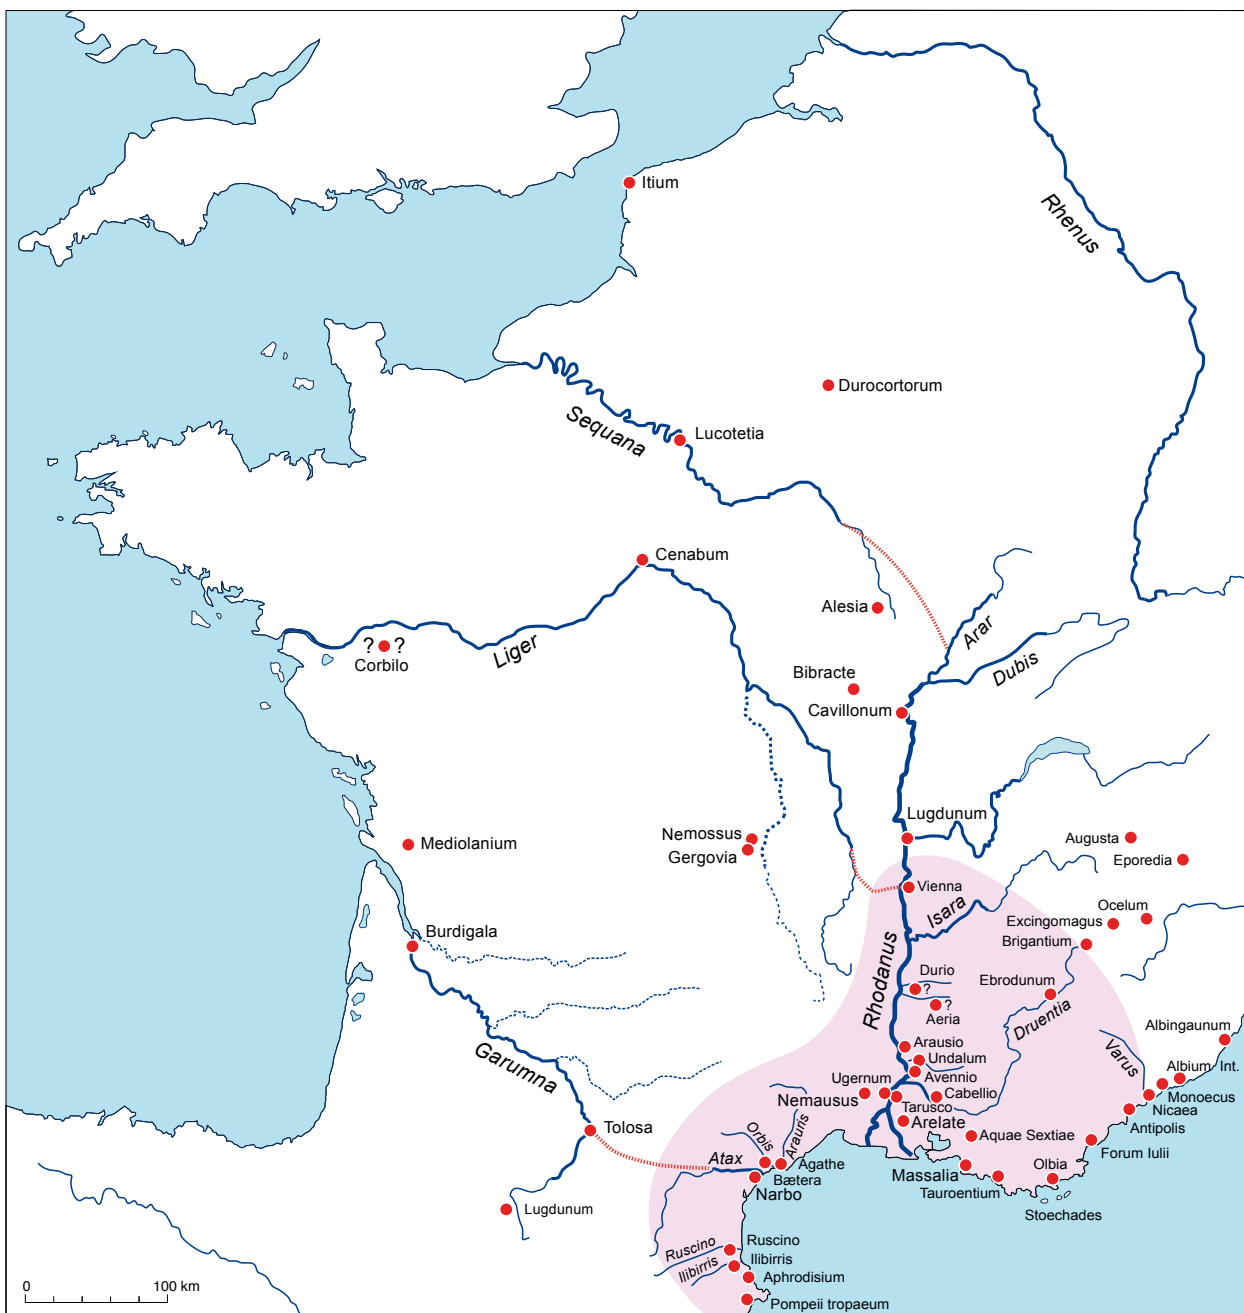 Itium
Rhenus
Durocortorum
Sequana
Lucotetia
Cenabum
Alesia
Arar
? ?
Corbilo
Liger
Dubis
Bibracte
Cavillonum
Lugdunum
Mediolanium
Nemossus
Gergovia
Augusta
Eporedia
Vienna
Isara
Ocelum
Excingomagus
Brigantium
Burdigala
Rhodanus
Durio
?
Aeria
?
Ebrodunum
Druentia
Garumna
Arausio
Undalum
Avennio
Varus
Albingaunum
Albium Int.
Monoecus
Nicaea
Antipolis
Ugernum
Nemausus
Tarusco
Cabellio
Arelate
Tolosa
Orbis
Arauris
Aquae Sextiae
Forum Iulii
Atax
Agathe
Bætera
Narbo
Massalia
Tauroentium
Olbia
Stoechades
Lugdunum
Ruscino
Ruscino
Ilibirris
Ilibirris
Aphrodisium
Pompeii tropaeum
0 100 km